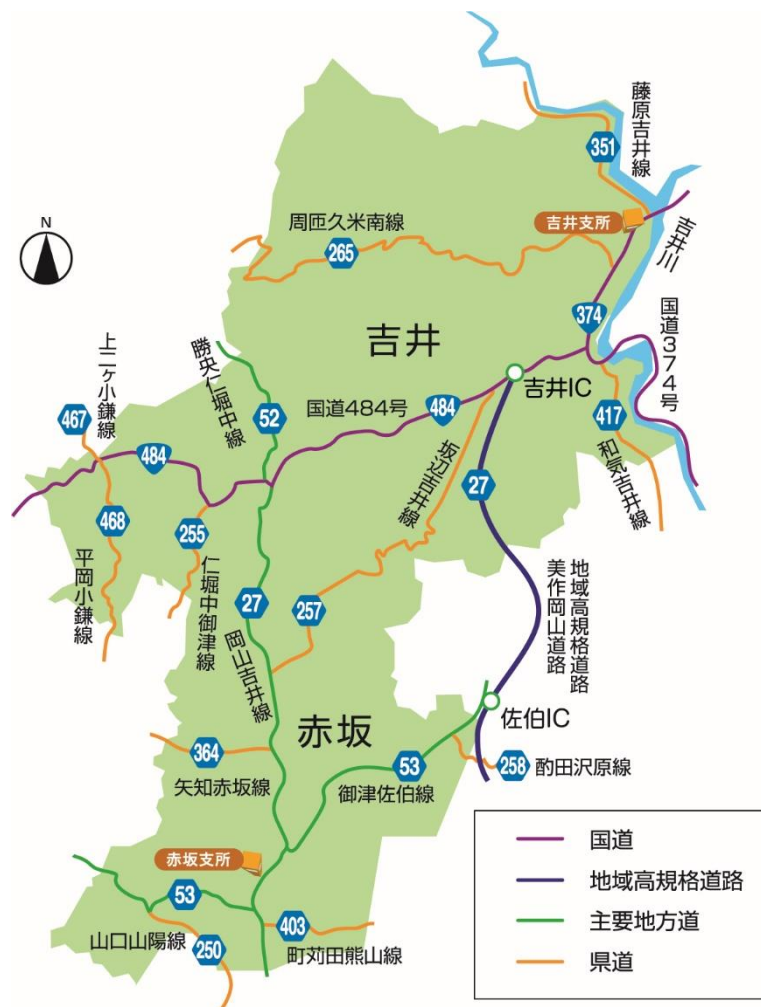 藤原吉井線
351
N
吉井支所
周匝久米南線
265
吉井川
374
国道374号
吉井
勝央仁堀中線
52
国道484号
484
吉井IC
上二ヶ小鎌線
467
484
坂辺吉井線
417
和気吉井線
27
468
255
平岡小鎌線
仁堀中御津線
27
257
岡山吉井線
地域高規格道路
美作岡山道路
赤坂
佐伯IC
364
矢知赤坂線
53
御津佐伯線
258
酌田沢原線
赤坂支所
53
山口山陽線
250
403
町苅田熊山線
国道
地域高規格道路
主要地方道
県道